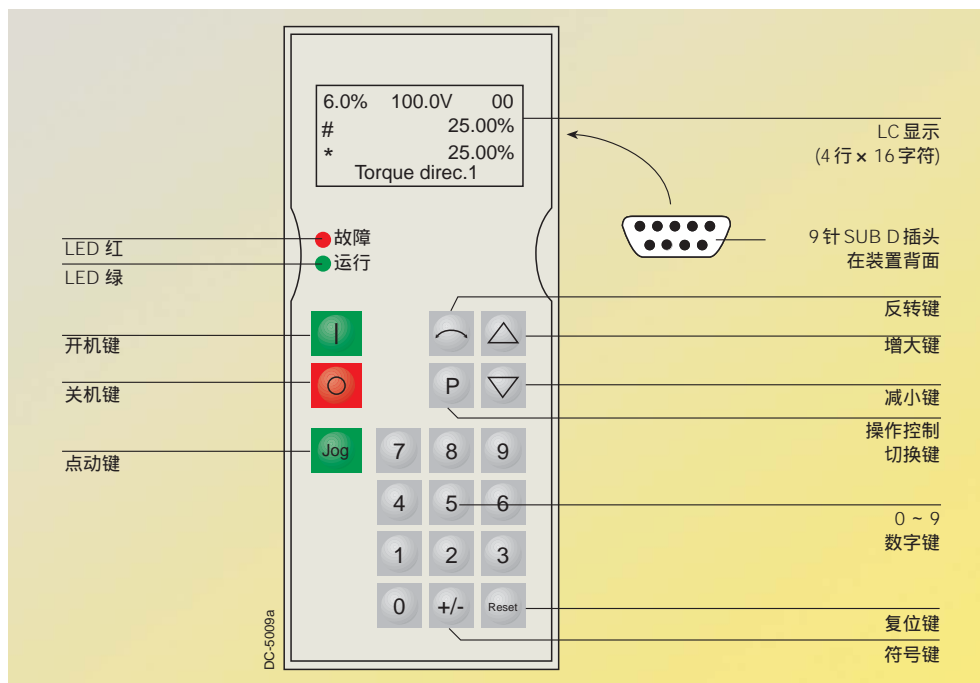 6.0% 100.0V 00
# 25.00%
* 25.00%
Torque direc.1
LC 显示
(4 行 × 16 字符)
9 针 SUB D 插头
在装置背面
故障
运行
LED 红
LED 绿
开机键
关机键
点动键
反转键
增大键
减小键
操作控制
切换键
P
Jog
7 8 9
4 5 6
1 2 3
0 +/- Reset
0 ~ 9
数字键
复位键
符号键
DC-5009a